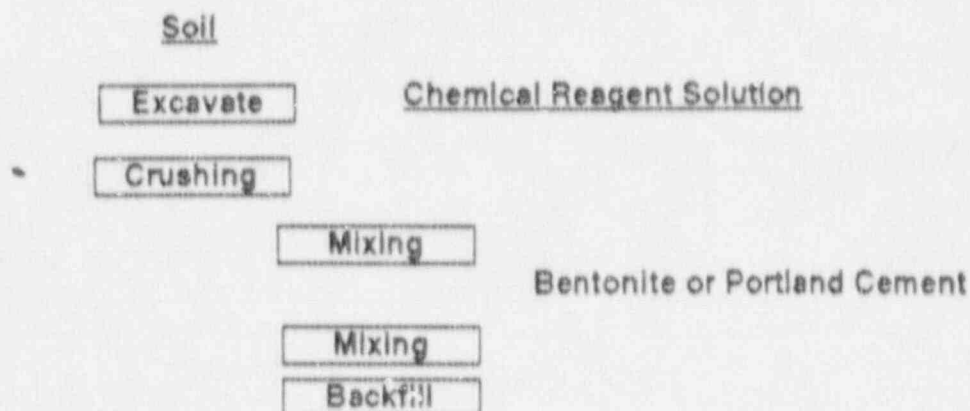 Soil
Excavate
Chemical Reagent Solution
Crushing
Mixing
Bentonite or Portland Cement
Mixing
Backfill